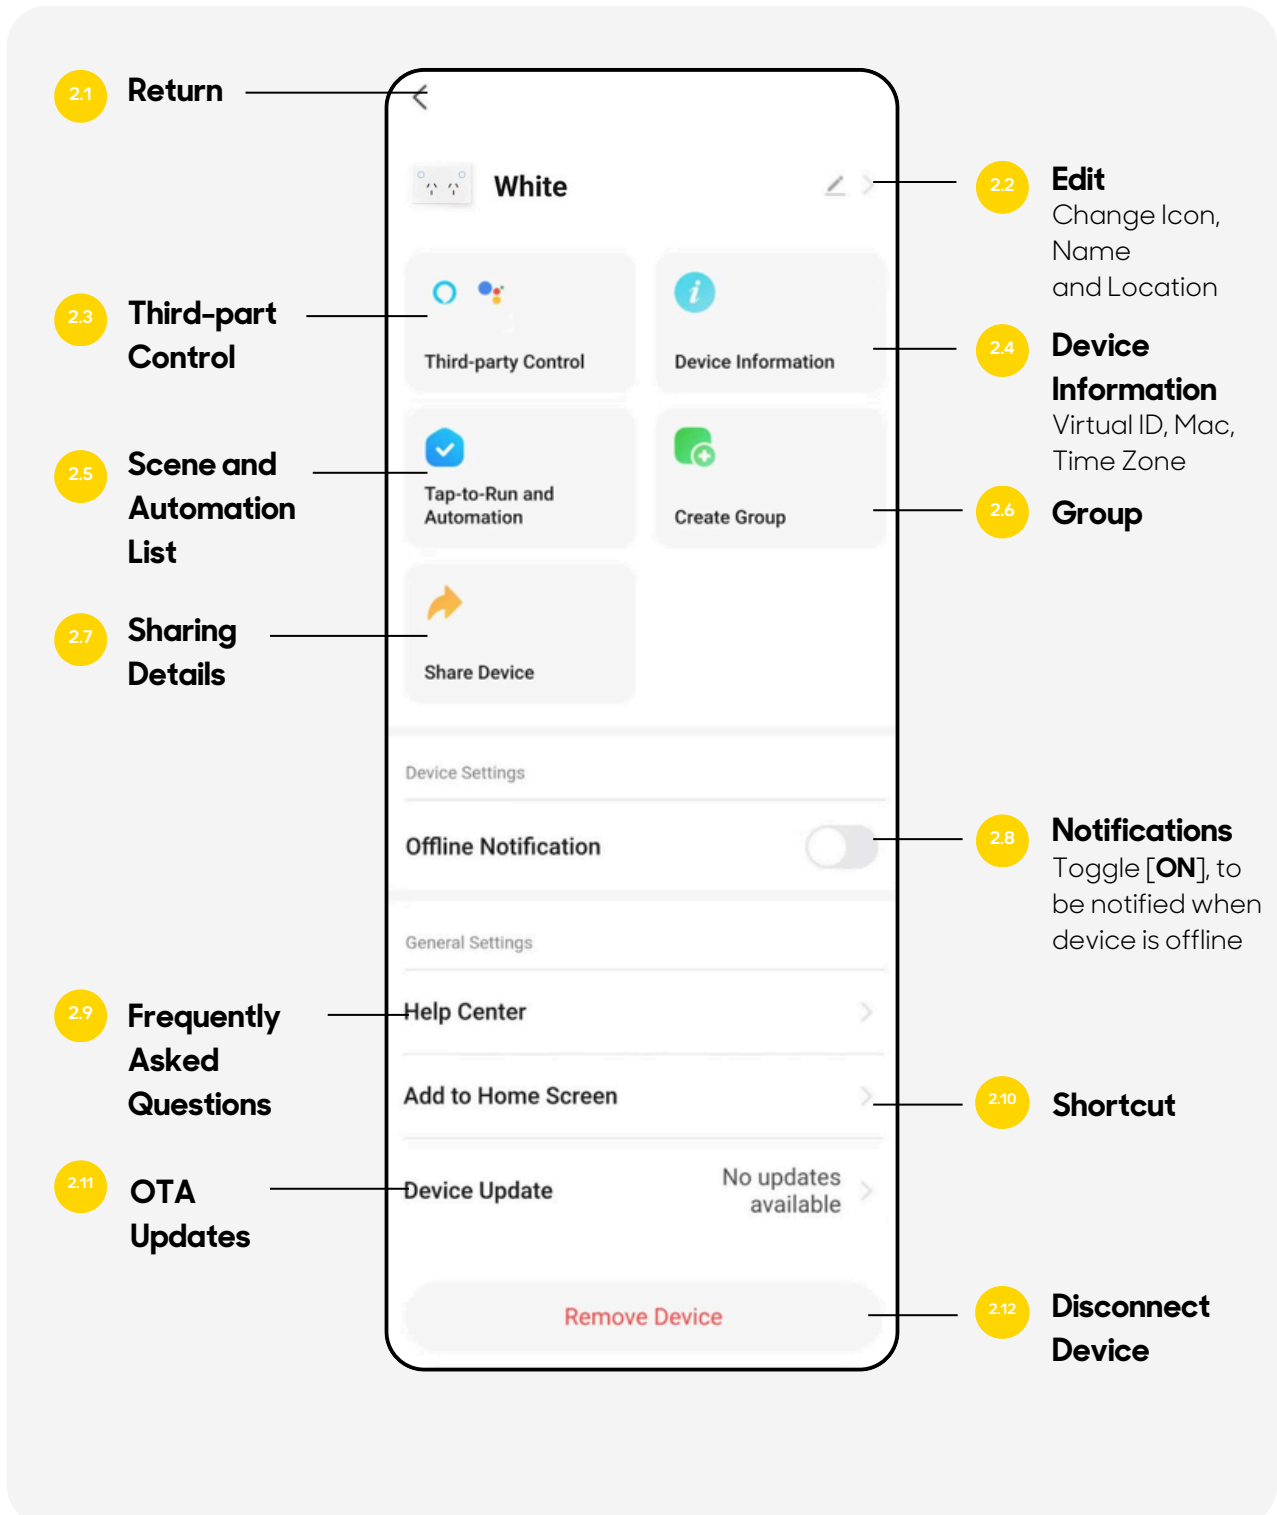 2.1
Return
White
2.2
Edit
Change Icon,
Name
and Location
2.3
Third-part
Control
Third-party Control
Device Information
2.4
Device
Information
Virtual ID, Mac,
Time Zone
2.5
Scene and
Automation
List
Tap-to-Run and
Automation
Create Group
2.6
Group
2.7
Sharing
Details
Share Device
Device Settings
Offline Notification
2.8
Notifications
Toggle [ON], to
be notified when
device is offline
General Settings
2.9
Frequently
Asked
Questions
Help Center
Add to Home Screen
2.10
Shortcut
2.11
OTA
Updates
Device Update
No updates
available
Remove Device
2.12
Disconnect
Device